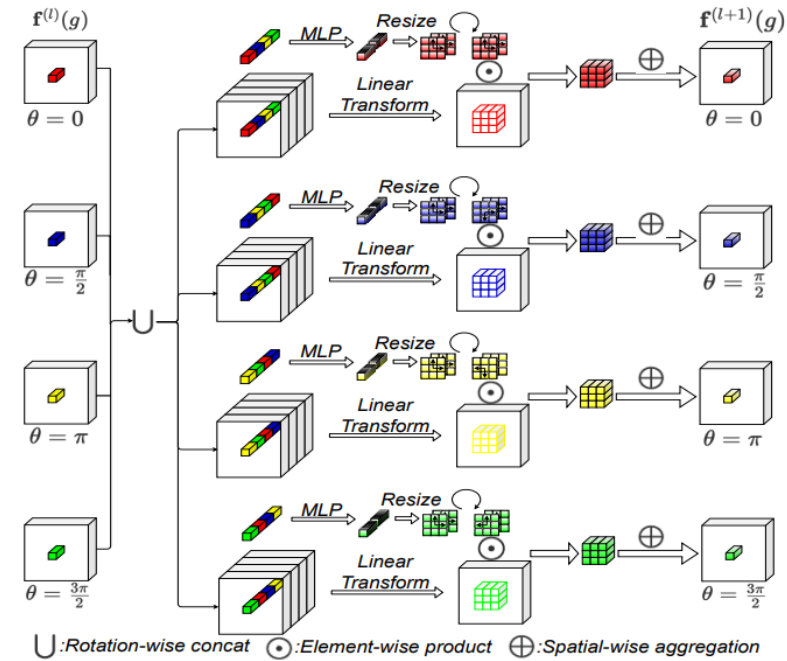 f^{(l)}(g)
f^{(l+1)}(g)
MLP
Resize
Linear
Transform
θ = 0
θ = 0
MLP
Resize
Linear
Transform
θ = π/2
θ = π/2
∪
MLP
Resize
Linear
Transform
θ = π
θ = π
MLP
Resize
Linear
Transform
θ = 3π/2
θ = 3π/2
∪:Rotation-wise concat ⊙:Element-wise product ⊕:Spatial-wise aggregation